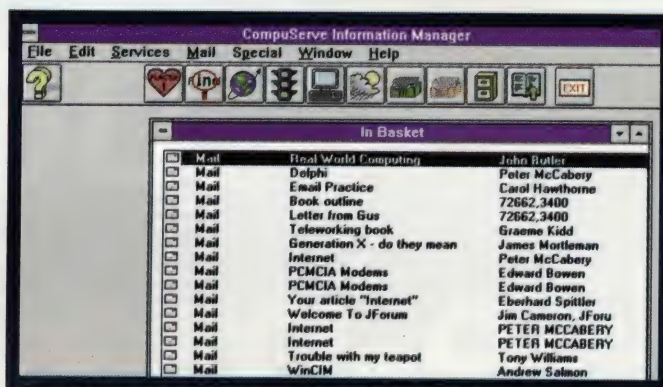 CompuServe Information Manager
File Edit Services Mail Special Window Help
Find EXIT
In Basket
Mail Real World Computing John Butler
Mail Delphi Peter McCabery
Mail Email Practice Carol Hawthorne
Mail Book outline 72662,3400
Mail Letter from Gus 72662,3400
Mail Teleworking book Graeme Kidd
Mail Generation X - do they mean James Mortleman
Mail Internet Peter McCabery
Mail PCMCIA Modems Edward Bowen
Mail PCMCIA Modems Edward Bowen
Mail Your article "Internet" Eberhard Spittler
Mail Welcome To JForum Jim Cameron, JForu
Mail Internet PETER MCCABERY
Mail Internet PETER MCCABERY
Mail Trouble with my teapot Tony Williams
Mail WinCIM Andrew Salmon